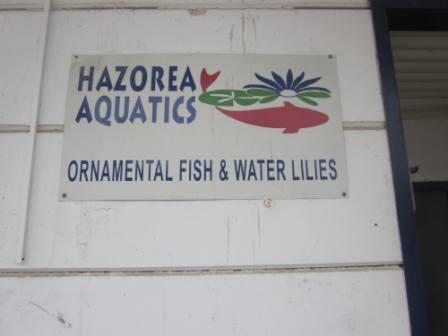 HAZOREA
AQUATICS
ORNAMENTAL FISH & WATER LILIES